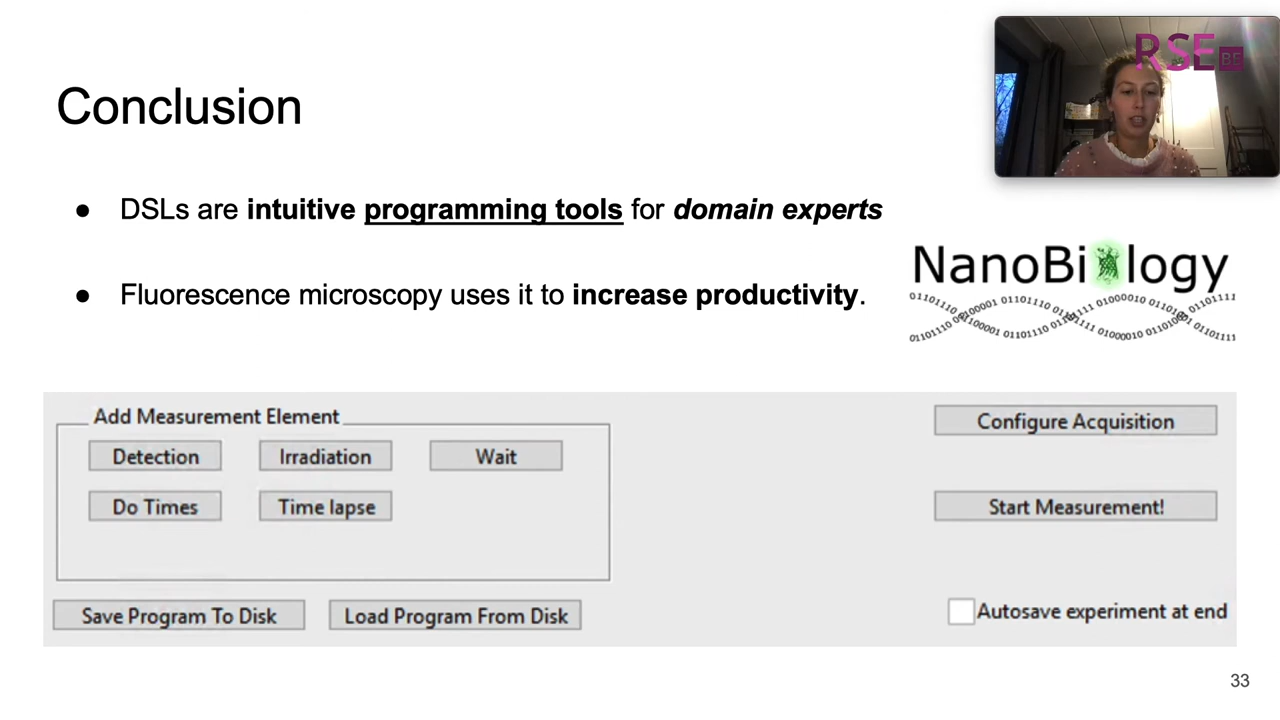 RSE
BE
Conclusion
● DSLs are intuitive programming tools for domain experts
● Fluorescence microscopy uses it to increase productivity.
NanoBiology
Add Measurement Element
Detection Irradiation Wait
Do Times Time lapse
Save Program To Disk Load Program From Disk
Configure Acquisition
Start Measurement!
Autosave experiment at end
33